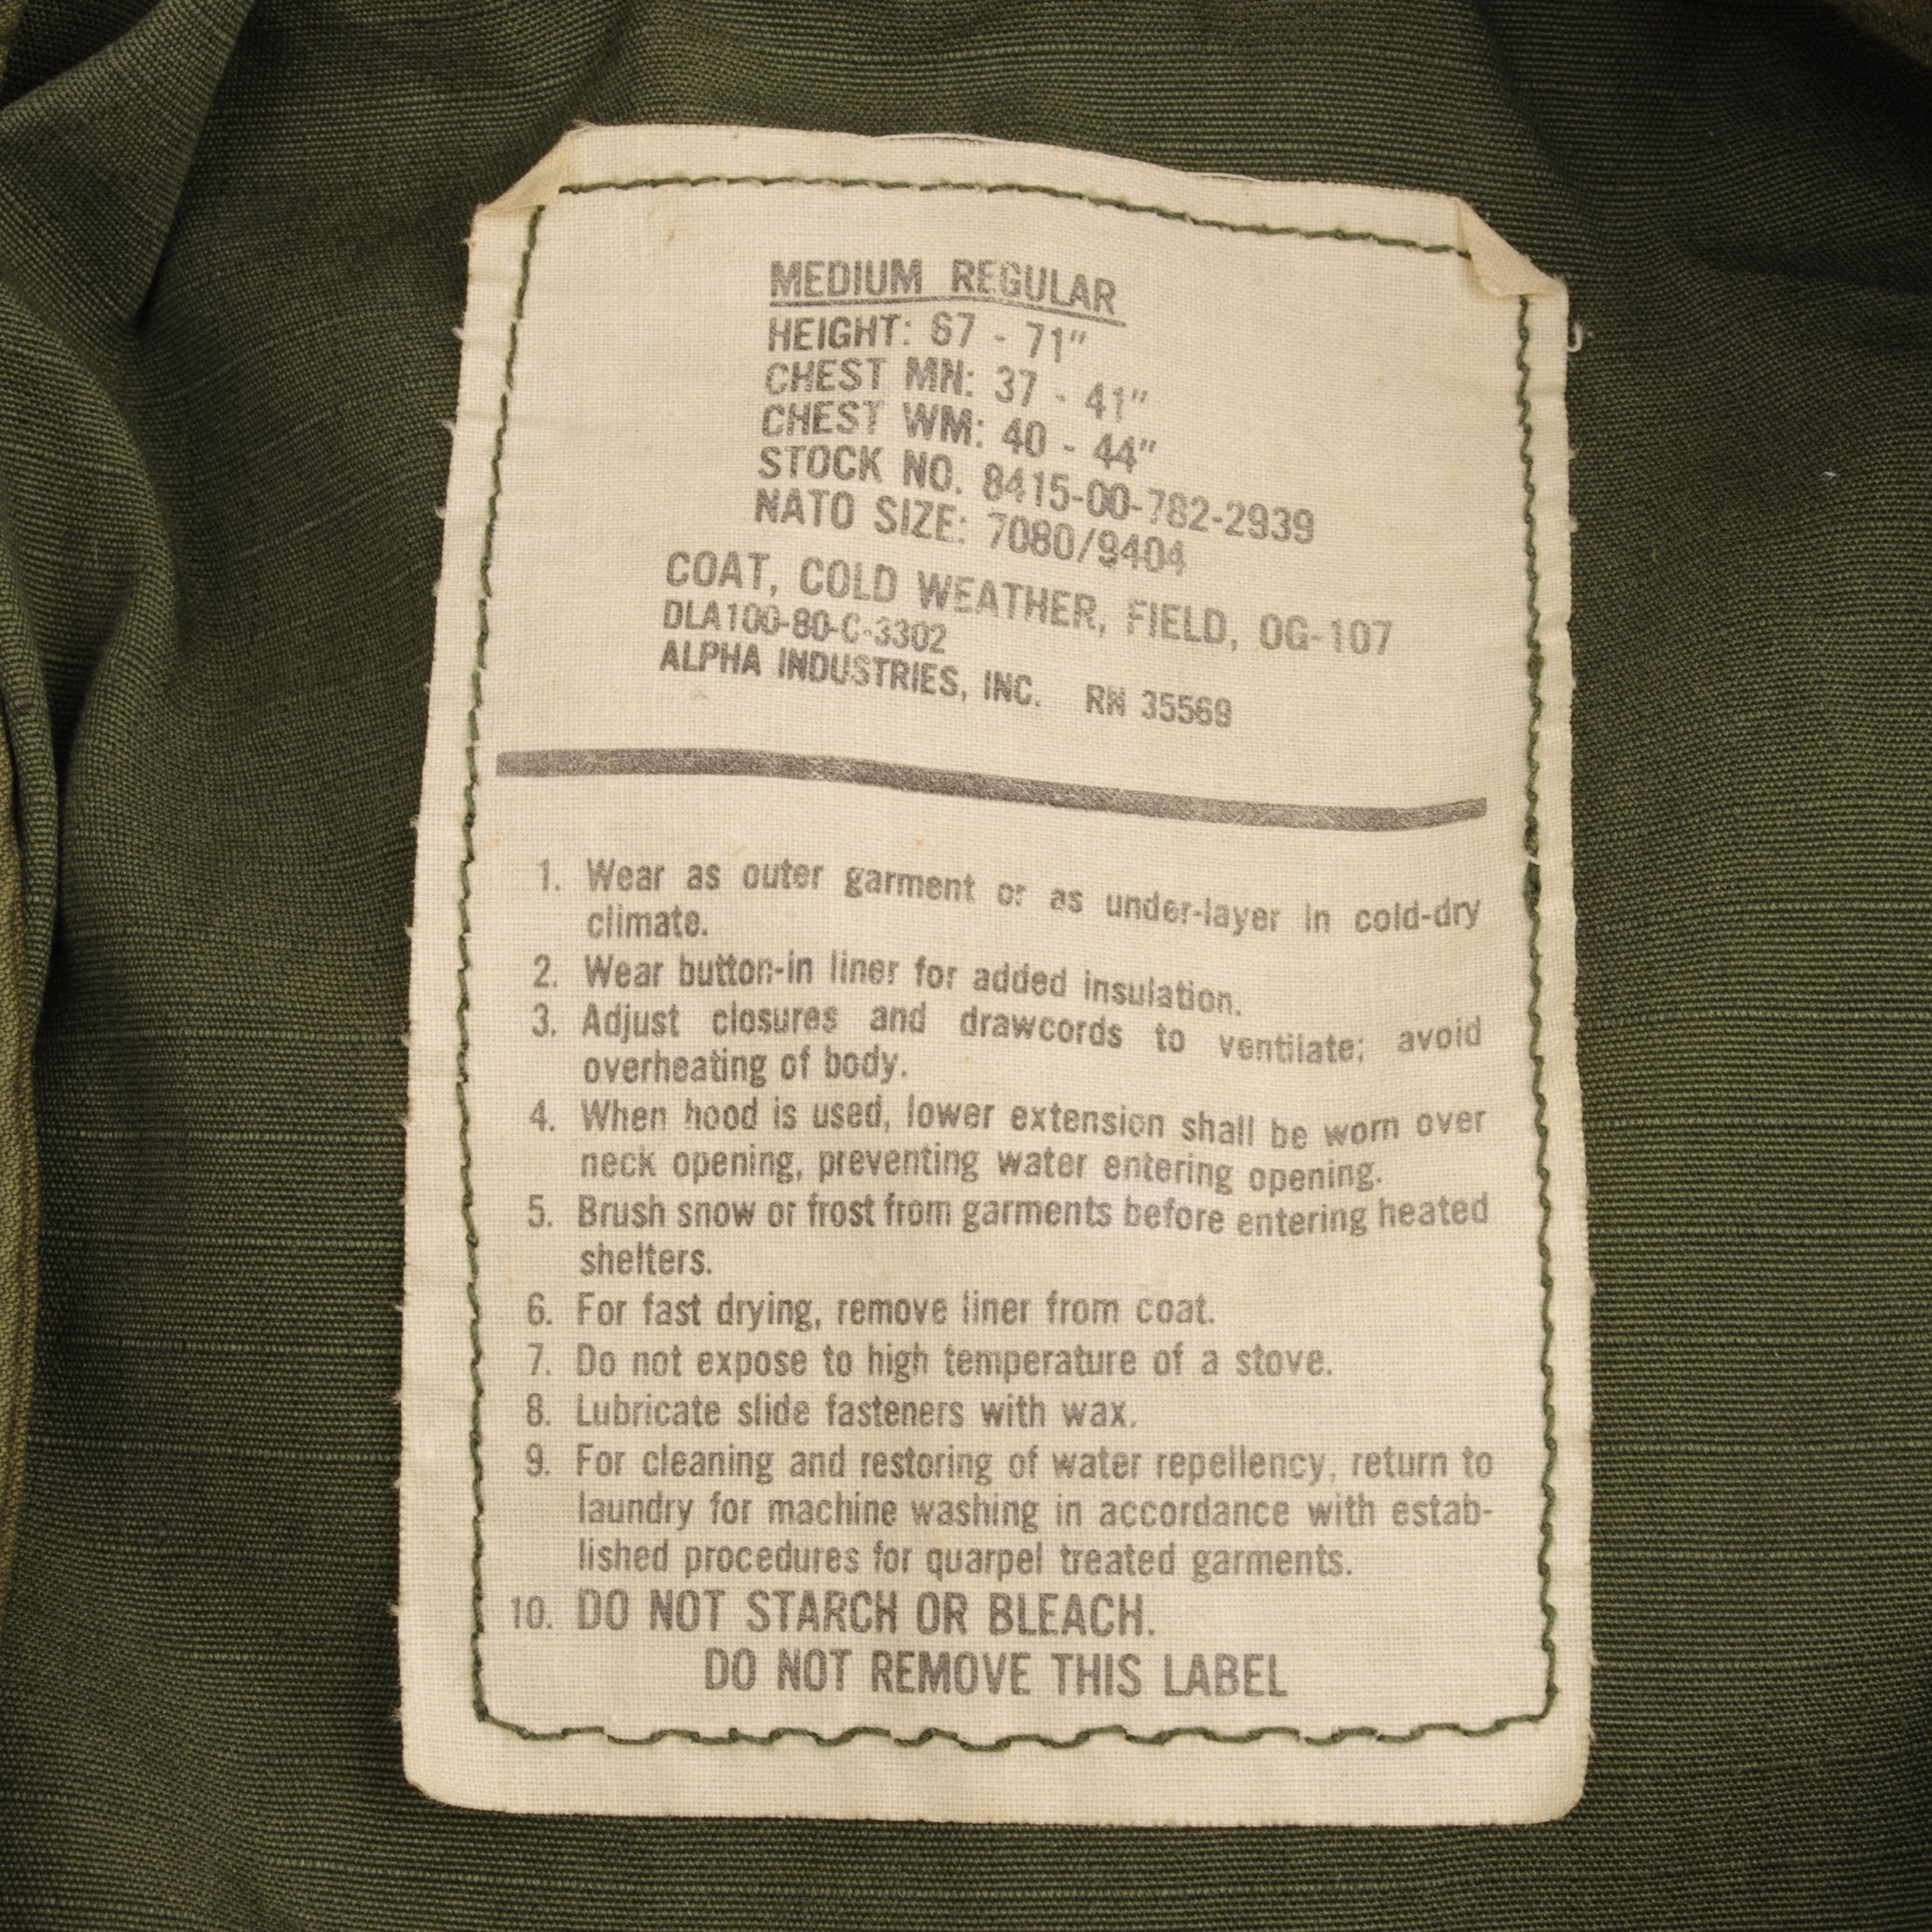 MEDIUM REGULAR
HEIGHT: 67 - 71"
CHEST MN: 37 - 41"
CHEST WM: 40 - 44"
STOCK NO. 8415-00-782-2939
NATO SIZE: 7080/9404
COAT, COLD WEATHER, FIELD, OG-107
DLA100-80-C-3302
ALPHA INDUSTRIES, INC. RN 35569
1. Wear as outer garment or as under-layer in cold-dry
climate.
2. Wear button-in liner for added insulation.
3. Adjust closures and drawcords to ventilate; avoid
overheating of body.
4. When hood is used, lower extension shall be worn over
neck opening, preventing water entering opening.
5. Brush snow or frost from garments before entering heated
shelters.
6. For fast drying, remove liner from coat.
7. Do not expose to high temperature of a stove.
8. Lubricate slide fasteners with wax.
9. For cleaning and restoring of water repellency, return to
laundry for machine washing in accordance with estab-
lished procedures for quarpel treated garments.
10. DO NOT STARCH OR BLEACH.
DO NOT REMOVE THIS LABEL